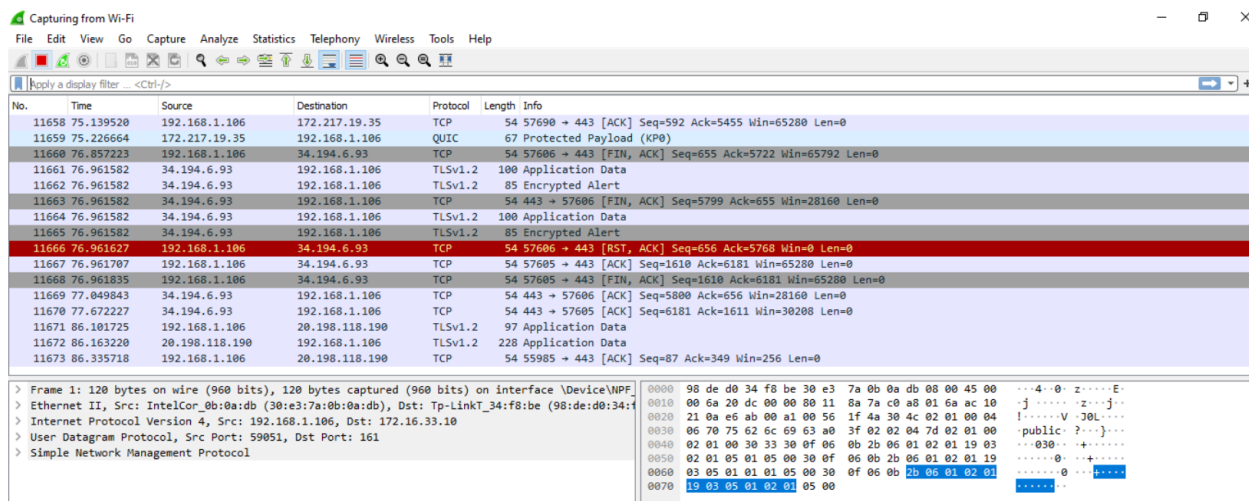 Capturing from Wi-Fi
File Edit View Go Capture Analyze Statistics Telephony Wireless Tools Help
Apply a display filter ... <Ctrl-/>
No. Time Source Destination Protocol Length Info
11658 75.139520 192.168.1.106 172.217.19.35 TCP 54 57690 → 443 [ACK] Seq=592 Ack=5455 Win=65280 Len=0
11659 75.226664 172.217.19.35 192.168.1.106 QUIC 67 Protected Payload (KP0)
11660 76.857223 192.168.1.106 34.194.6.93 TCP 54 57606 → 443 [FIN, ACK] Seq=655 Ack=5722 Win=65792 Len=0
11661 76.961582 34.194.6.93 192.168.1.106 TLSv1.2 100 Application Data
11662 76.961582 34.194.6.93 192.168.1.106 TLSv1.2 85 Encrypted Alert
11663 76.961582 34.194.6.93 192.168.1.106 TCP 54 443 → 57606 [FIN, ACK] Seq=5799 Ack=655 Win=28160 Len=0
11664 76.961582 34.194.6.93 192.168.1.106 TLSv1.2 100 Application Data
11665 76.961582 34.194.6.93 192.168.1.106 TLSv1.2 85 Encrypted Alert
11666 76.961627 192.168.1.106 34.194.6.93 TCP 54 57606 → 443 [RST, ACK] Seq=656 Ack=5768 Win=0 Len=0
11667 76.961707 192.168.1.106 34.194.6.93 TCP 54 57605 → 443 [ACK] Seq=1610 Ack=6181 Win=65280 Len=0
11668 76.961835 192.168.1.106 34.194.6.93 TCP 54 57605 → 443 [FIN, ACK] Seq=1610 Ack=6181 Win=65280 Len=0
11669 77.049843 34.194.6.93 192.168.1.106 TCP 54 443 → 57606 [ACK] Seq=5800 Ack=656 Win=28160 Len=0
11670 77.672227 34.194.6.93 192.168.1.106 TCP 54 443 → 57605 [ACK] Seq=6181 Ack=1611 Win=30208 Len=0
11671 86.101725 192.168.1.106 20.198.118.190 TLSv1.2 97 Application Data
11672 86.163220 20.198.118.190 192.168.1.106 TLSv1.2 228 Application Data
11673 86.335718 192.168.1.106 20.198.118.190 TCP 54 55985 → 443 [ACK] Seq=87 Ack=349 Win=256 Len=0
> Frame 1: 120 bytes on wire (960 bits), 120 bytes captured (960 bits) on interface \Device\NPF_
> Ethernet II, Src: IntelCor_0b:0a:db (30:e3:7a:0b:0a:db), Dst: Tp-LinkT_34:f8:be (98:de:d0:34:f
> Internet Protocol Version 4, Src: 192.168.1.106, Dst: 172.16.33.10
> User Datagram Protocol, Src Port: 59051, Dst Port: 161
> Simple Network Management Protocol
0000 98 de d0 34 f8 be 30 e3 7a 0b 0a db 08 00 45 00 ···4··0· z·····E·
0010 00 6a 20 dc 00 00 80 11 8a 7a c0 a8 01 6a ac 10 ·j ····· ·z···j··
0020 21 0a e6 ab 00 a1 00 56 1f 4a 30 4c 02 01 00 04 !······V ·J0L····
0030 06 70 75 62 6c 69 63 a0 3f 02 02 04 7d 02 01 00 ·public· ?···}···
0040 02 01 00 30 33 30 0f 06 0b 2b 06 01 02 01 19 03 ···030·· ·+······
0050 02 01 05 01 05 00 30 0f 06 0b 2b 06 01 02 01 19 ······0· ··+·····
0060 03 05 01 01 01 05 00 30 0f 06 0b 2b 06 01 02 01 ·······0 ···+····
0070 19 03 05 01 02 01 05 00 ········